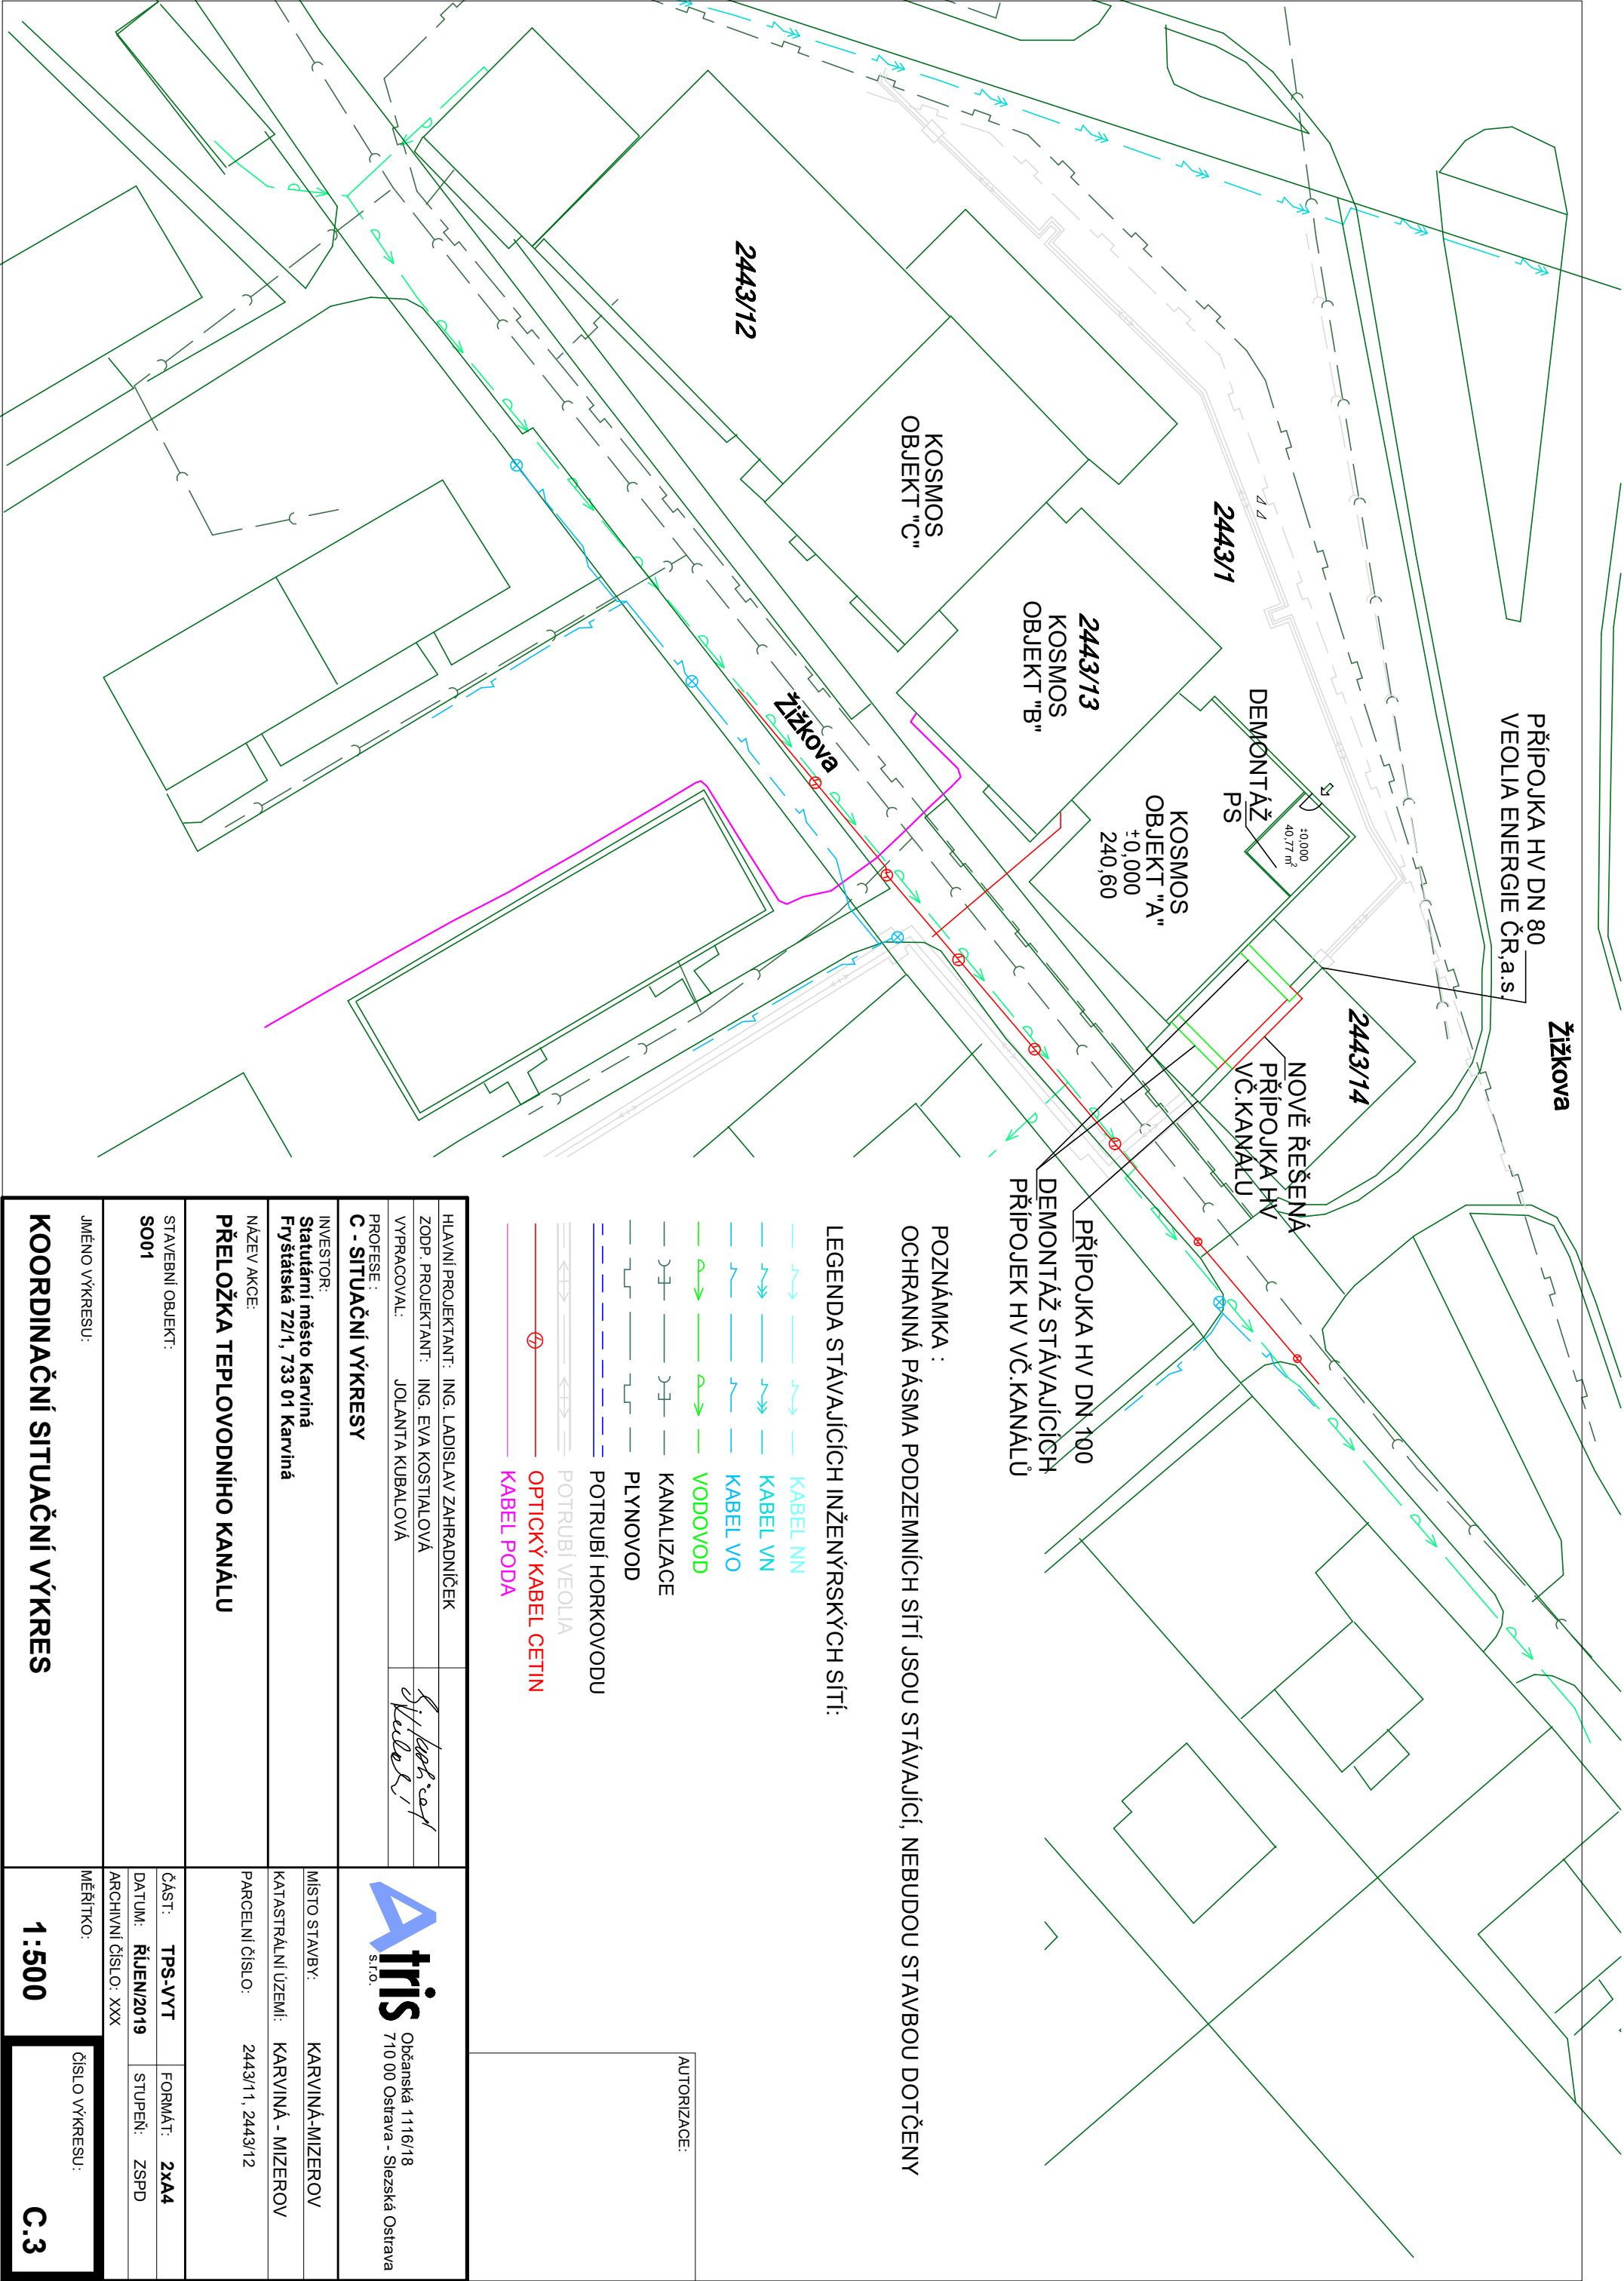 Žižkova
PŘÍPOJKA HV DN 80
VEOLIA ENERGIE ČR,a.s.
2443/14
NOVĚ ŘEŠENÁ
PŘÍPOJKA HV
VČ.KANÁLU
±0,000
40,77 m²
DEMONTÁŽ
PS
2443/1
KOSMOS
OBJEKT "A"
±0,000
240,60
2443/13
KOSMOS
OBJEKT "B"
KOSMOS
OBJEKT "C"
2443/12
Žižkova
PŘÍPOJKA HV DN 100
DEMONTÁŽ STÁVAJÍCÍCH
PŘÍPOJEK HV VČ.KANÁLŮ
POZNÁMKA :
OCHRANNÁ PÁSMA PODZEMNÍCH SÍTÍ JSOU STÁVAJÍCÍ, NEBUDOU STAVBOU DOTČENY
LEGENDA STÁVAJÍCÍCH INŽENÝRSKÝCH SÍTÍ:
KABEL NN
KABEL VN
KABEL VO
VODOVOD
KANALIZACE
PLYNOVOD
POTRUBÍ HORKOVODU
POTRUBÍ VEOLIA
OPTICKÝ KABEL CETIN
KABEL PODA
AUTORIZACE:
HLAVNÍ PROJEKTANT: ING. LADISLAV ZAHRADNÍČEK
ZODP. PROJEKTANT: ING. EVA KOSTIALOVÁ
VYPRACOVAL: JOLANTA KUBALOVÁ
PROFESE :
C - SITUAČNÍ VÝKRESY
Atris
s.r.o.
Občanská 1116/18
710 00 Ostrava - Slezská Ostrava
INVESTOR:
Statutární město Karviná
Fryštátská 72/1, 733 01 Karviná
MÍSTO STAVBY: KARVINÁ-MIZEROV
KATASTRÁLNÍ ÚZEMÍ: KARVINÁ - MIZEROV
NÁZEV AKCE:
PŘELOŽKA TEPLOVODNÍHO KANÁLU
PARCELNÍ ČÍSLO: 2443/11, 2443/12
STAVEBNÍ OBJEKT:
SO01
ČÁST: TPS-VYT
FORMÁT: 2xA4
DATUM: ŘÍJEN/2019
STUPEŇ: ZSPD
ARCHIVNÍ ČÍSLO: XXX
JMÉNO VÝKRESU:
KOORDINAČNÍ SITUAČNÍ VÝKRES
MĚŘÍTKO:
1:500
ČÍSLO VÝKRESU:
C.3